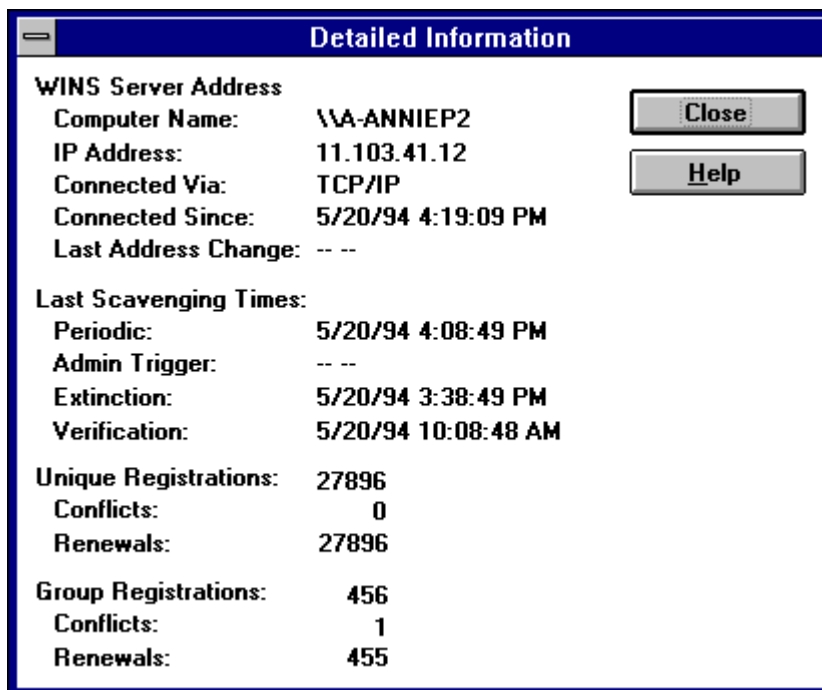 Detailed Information
WINS Server Address
Close
Computer Name: \\A-ANNIEP2
IP Address: 11.103.41.12
Help
Connected Via: TCP/IP
Connected Since: 5/20/94 4:19:09 PM
Last Address Change: -- --
Last Scavenging Times:
Periodic: 5/20/94 4:08:49 PM
Admin Trigger: -- --
Extinction: 5/20/94 3:38:49 PM
Verification: 5/20/94 10:08:48 AM
Unique Registrations: 27896
Conflicts: 0
Renewals: 27896
Group Registrations: 456
Conflicts: 1
Renewals: 455